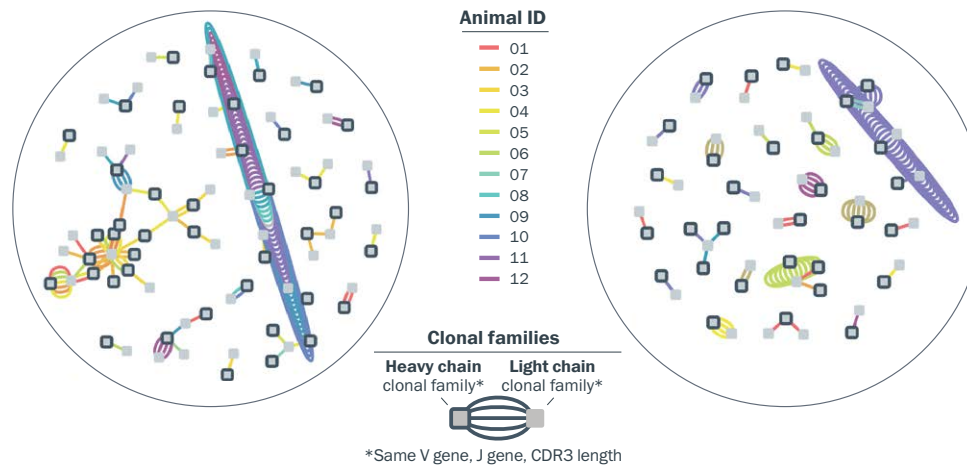 Animal ID
01
02
03
04
05
06
07
08
09
10
11
12
Clonal families
Heavy chain Light chain
clonal family* clonal family*
*Same V gene, J gene, CDR3 length